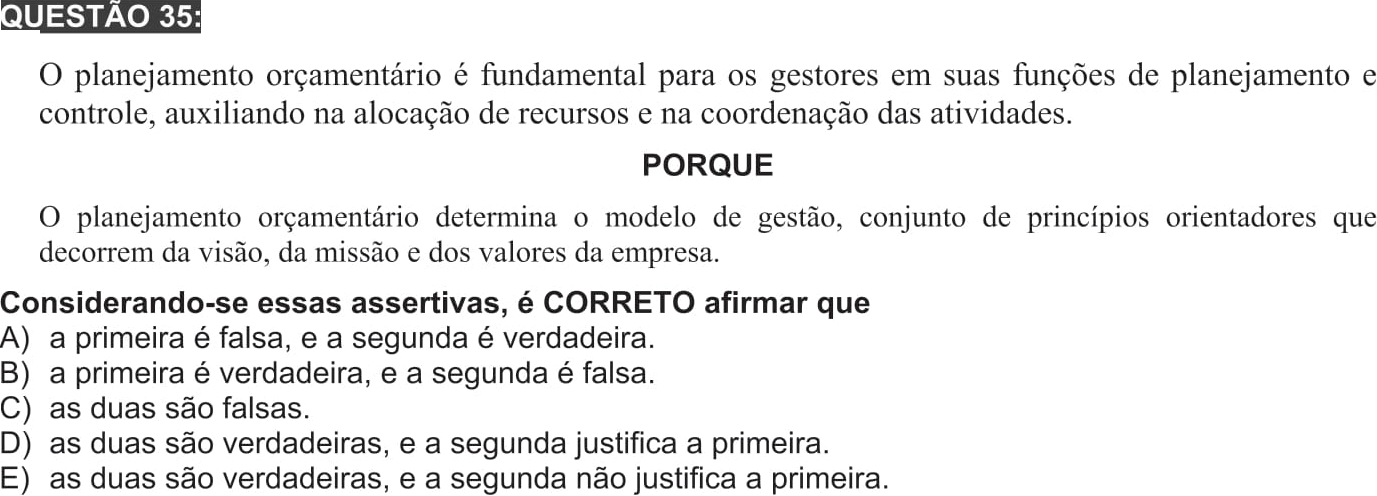 QUESTÃO 35:
O planejamento orçamentário é fundamental para os gestores em suas funções de planejamento e
controle, auxiliando na alocação de recursos e na coordenação das atividades.
PORQUE
O planejamento orçamentário determina o modelo de gestão, conjunto de princípios orientadores que
decorrem da visão, da missão e dos valores da empresa.
Considerando-se essas assertivas, é CORRETO afirmar que
A) a primeira é falsa, e a segunda é verdadeira.
B) a primeira é verdadeira, e a segunda é falsa.
C) as duas são falsas.
D) as duas são verdadeiras, e a segunda justifica a primeira.
E) as duas são verdadeiras, e a segunda não justifica a primeira.